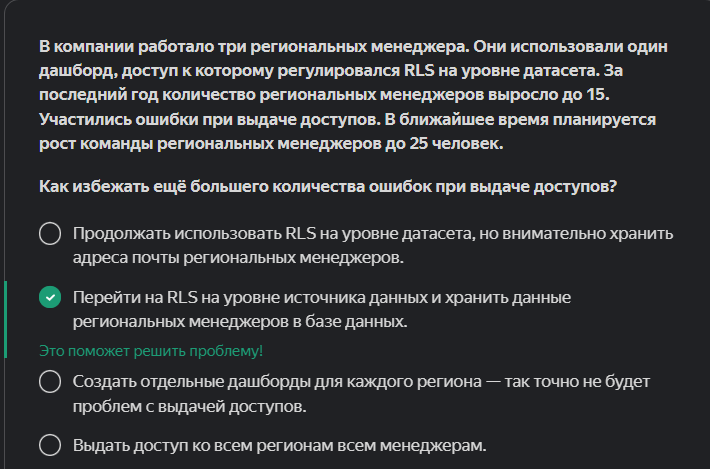 В компании работало три региональных менеджера. Они использовали один
дашборд, доступ к которому регулировался RLS на уровне датасета. За
последний год количество региональных менеджеров выросло до 15.
Участились ошибки при выдаче доступов. В ближайшее время планируется
рост команды региональных менеджеров до 25 человек.
Как избежать ещё большего количества ошибок при выдаче доступов?
Продолжать использовать RLS на уровне датасета, но внимательно хранить
адреса почты региональных менеджеров.
Перейти на RLS на уровне источника данных и хранить данные
региональных менеджеров в базе данных.
Это поможет решить проблему!
Создать отдельные дашборды для каждого региона — так точно не будет
проблем с выдачей доступов.
Выдать доступ ко всем регионам всем менеджерам.